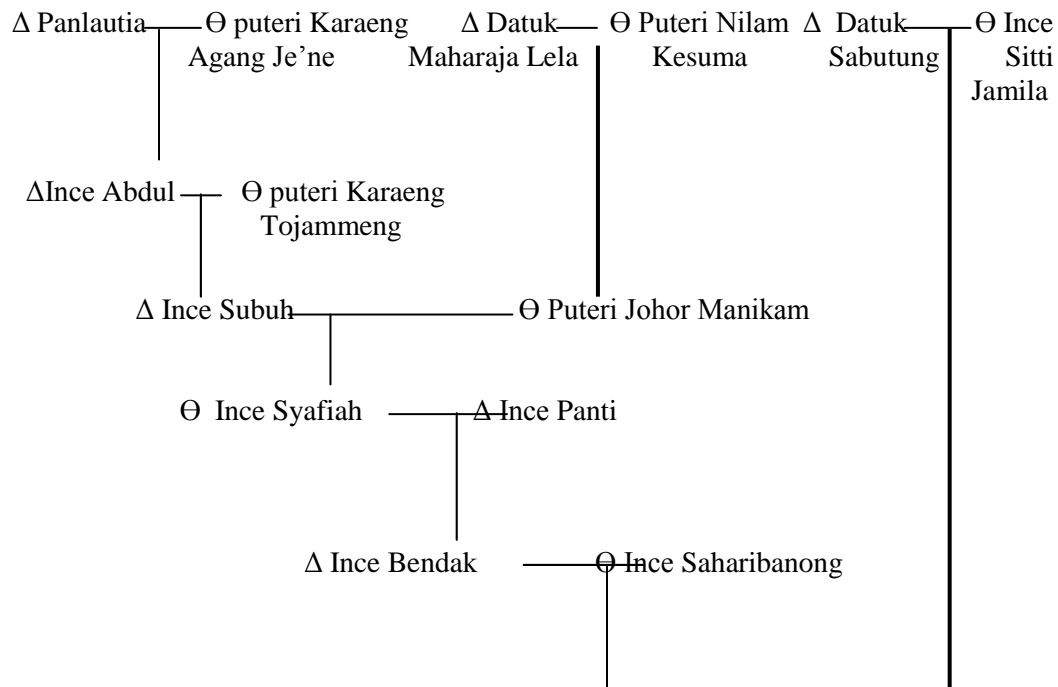 Δ Panlautia Ѳ puteri Karaeng Δ Datuk Ѳ Puteri Nilam Δ Datuk Ѳ Ince
Agang Je’ne Maharaja Lela Kesuma Sabutung Sitti
Jamila
ΔInce Abdul Ѳ puteri Karaeng
Tojammeng
Δ Ince Subuh Ѳ Puteri Johor Manikam
Ѳ Ince Syafiah Δ Ince Panti
Δ Ince Bendak Ѳ Ince Saharibanong